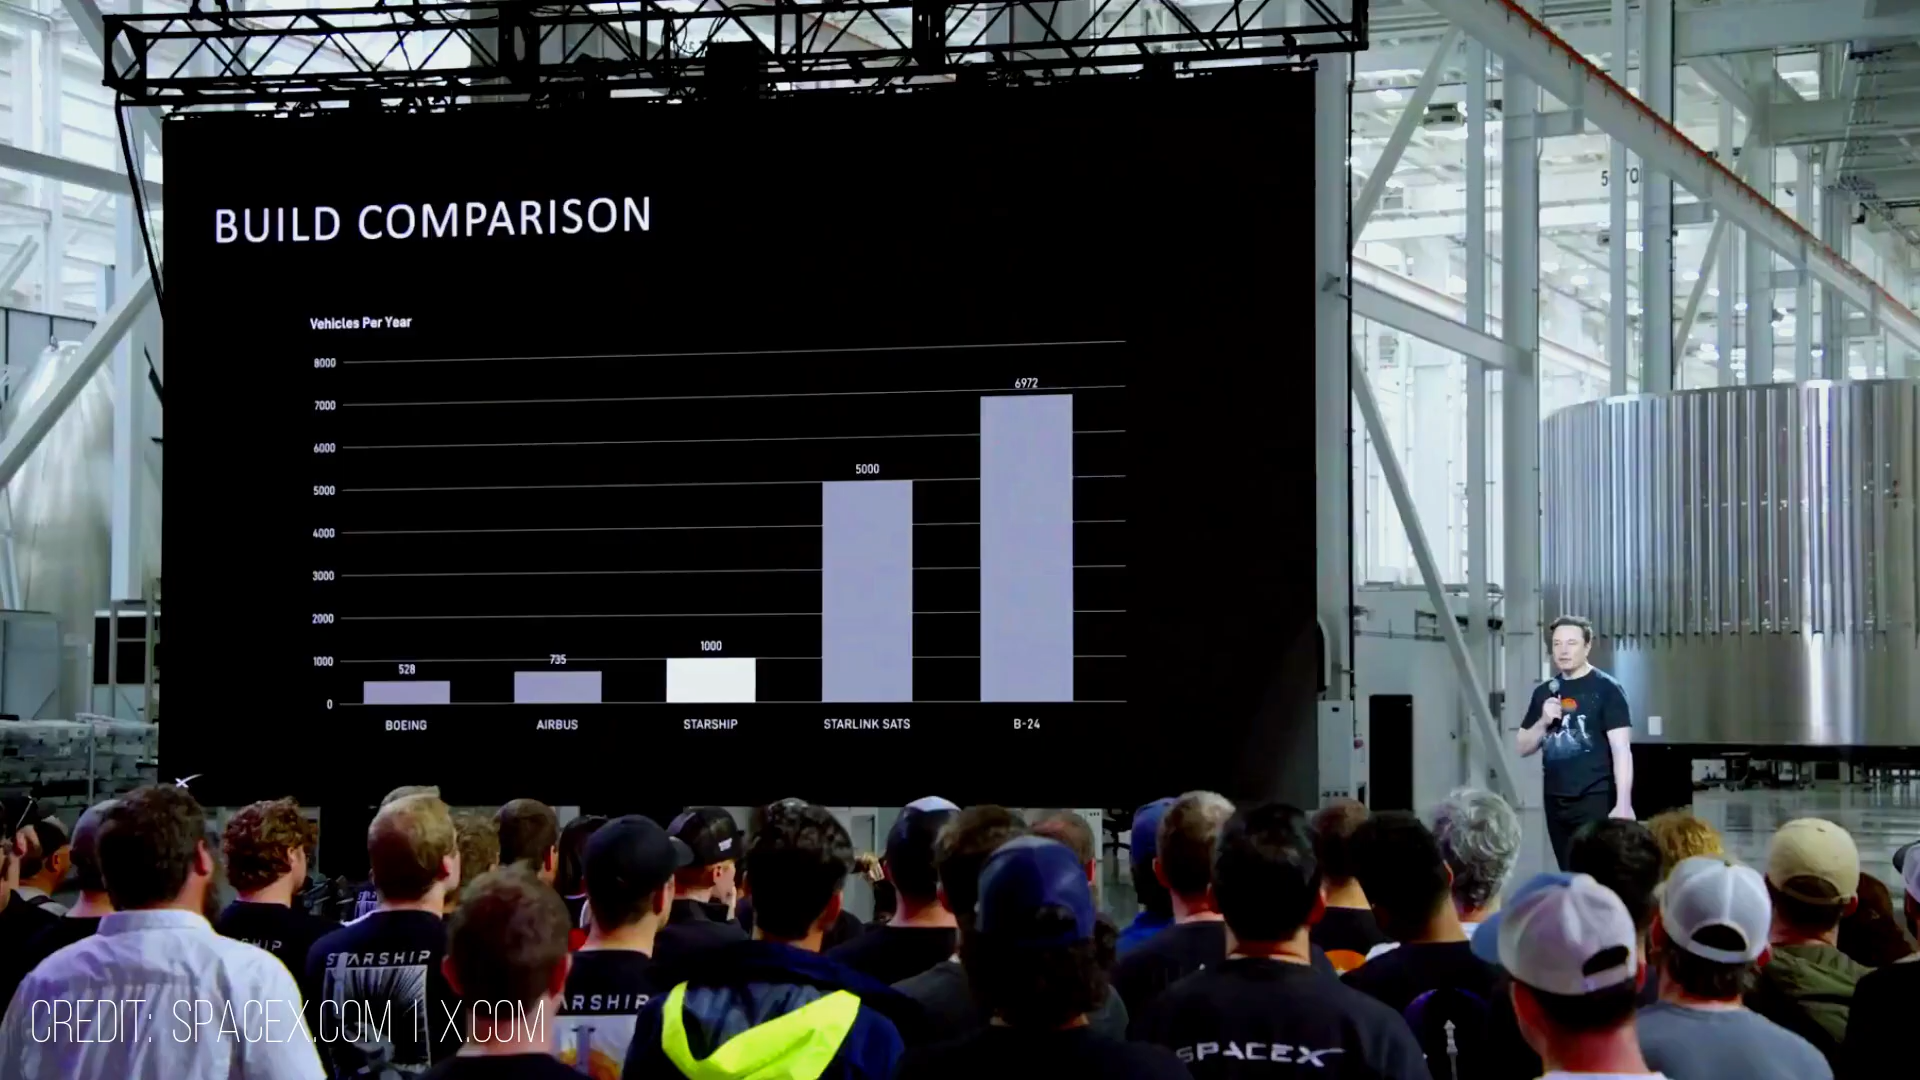 BUILD COMPARISON
Vehicles Per Year
8000
7000
6000
5000
4000
3000
2000
1000
0
528
735
1000
5000
6972
BOEING
AIRBUS
STARSHIP
STARLINK SATS
B-24
STARSHIP
ARSHIP
SPACEX
CREDIT: SPACEX.COM | X.COM